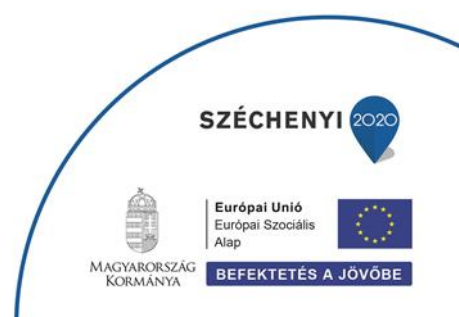 SZÉCHENYI 2020
Európai Unió
Európai Szociális
Alap
MAGYARORSZÁG
KORMÁNYA
BEFEKTETÉS A JÖVŐBE